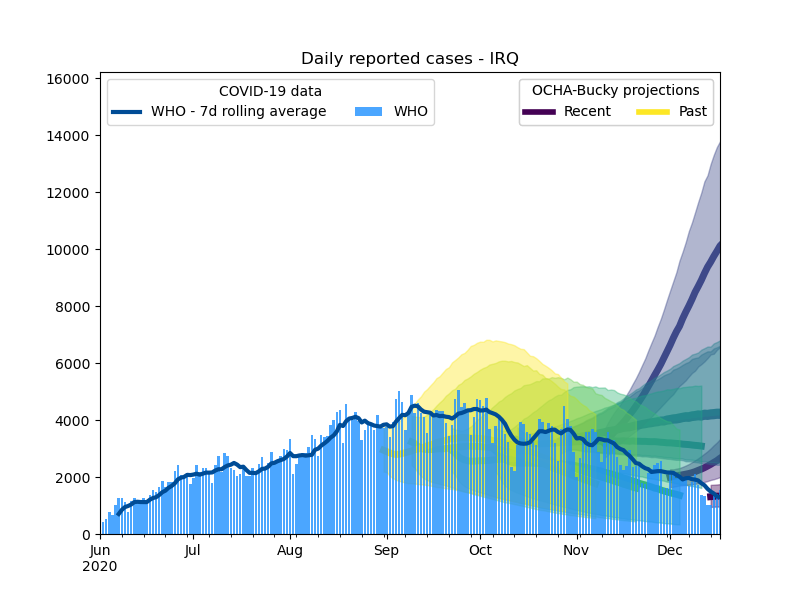 Daily reported cases - IRQ
COVID-19 data
WHO - 7d rolling average WHO
OCHA-Bucky projections
Recent Past
16000
14000
12000
10000
8000
6000
4000
2000
0
Jun Jul Aug Sep Oct Nov Dec
2020